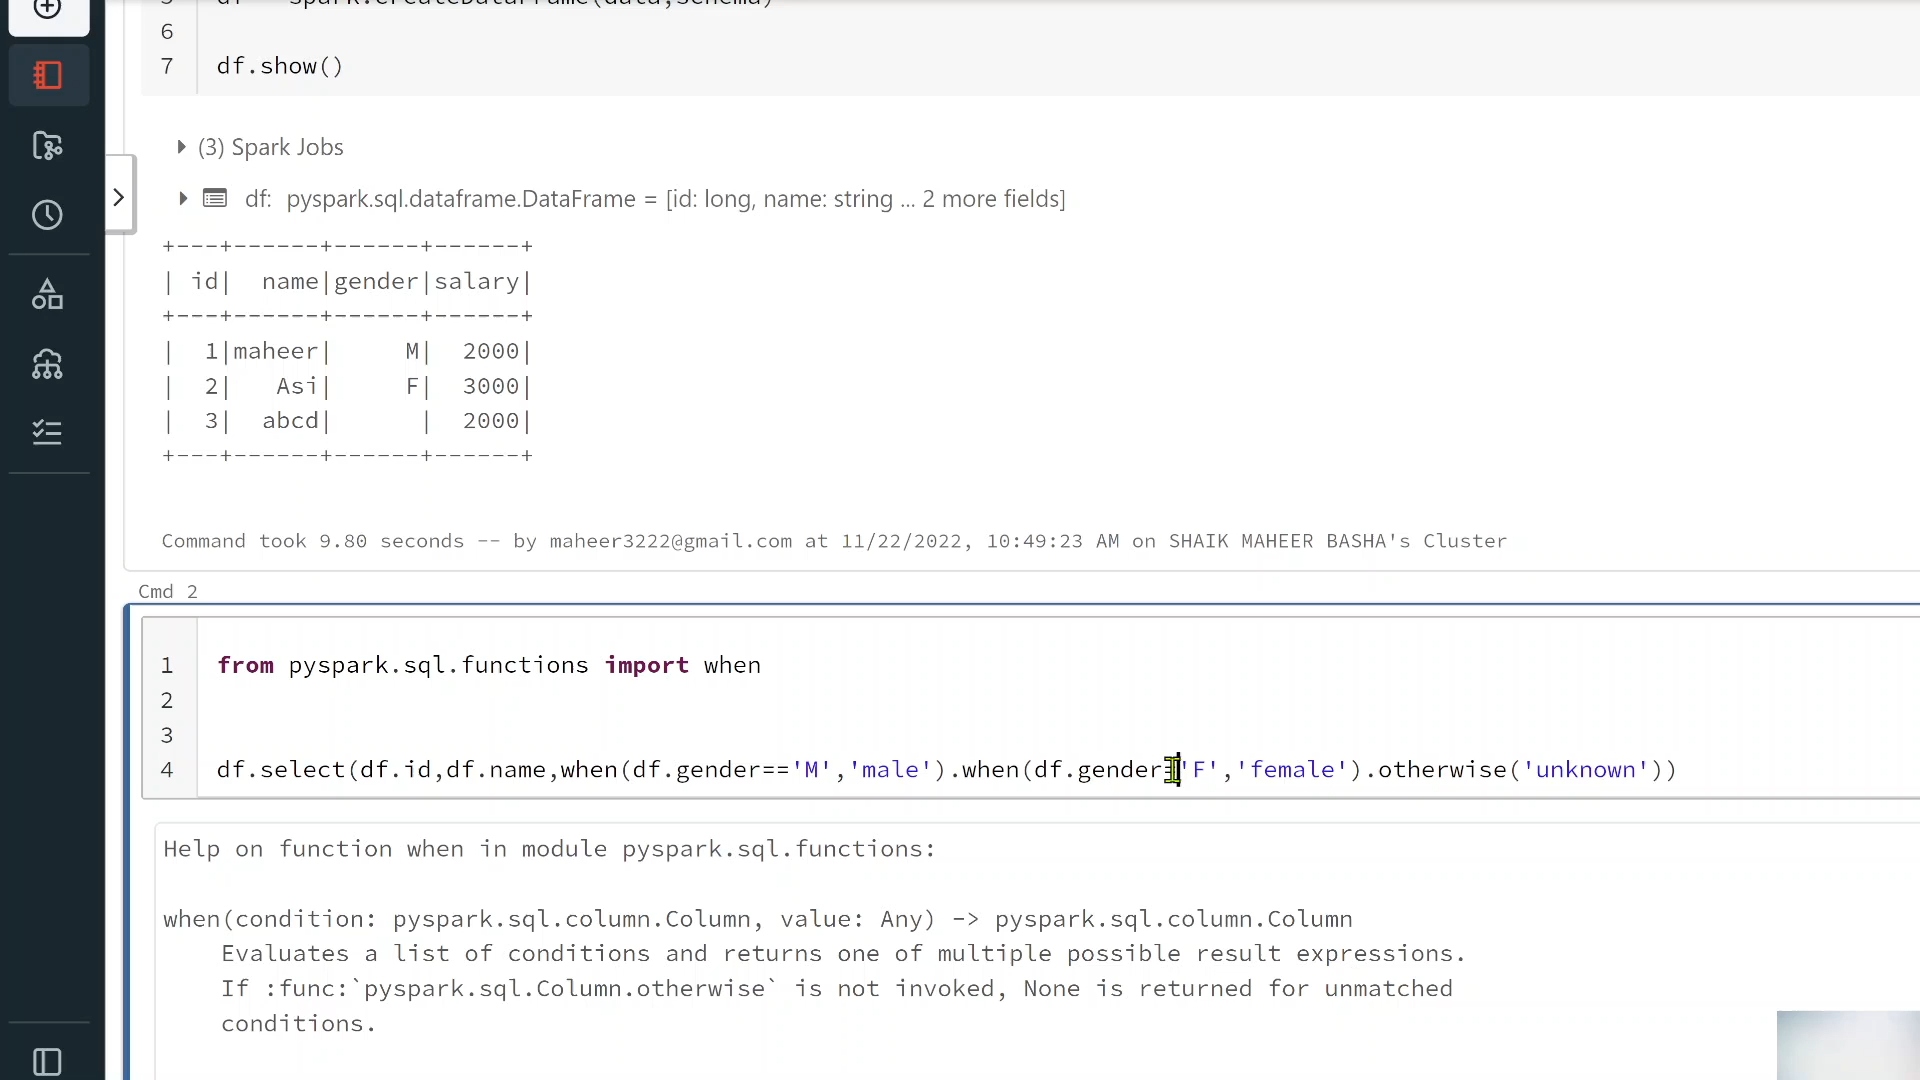 5 df = spark.createDataFrame(data,schema)
6
7 df.show()
(3) Spark Jobs
df: pyspark.sql.dataframe.DataFrame = [id: long, name: string ... 2 more fields]
+---+------+------+------+
| id|  name|gender|salary|
+---+------+------+------+
|  1|maheer|     M|  2000|
|  2|   Asi|     F|  3000|
|  3|  abcd|      |  2000|
+---+------+------+------+
Command took 9.80 seconds -- by maheer3222@gmail.com at 11/22/2022, 10:49:23 AM on SHAIK MAHEER BASHA's Cluster
Cmd 2
1 from pyspark.sql.functions import when
2
3
4 df.select(df.id,df.name,when(df.gender=='M','male').when(df.gender='F','female').otherwise('unknown'))
Help on function when in module pyspark.sql.functions:
when(condition: pyspark.sql.column.Column, value: Any) -> pyspark.sql.column.Column
Evaluates a list of conditions and returns one of multiple possible result expressions.
If :func:`pyspark.sql.Column.otherwise` is not invoked, None is returned for unmatched
conditions.